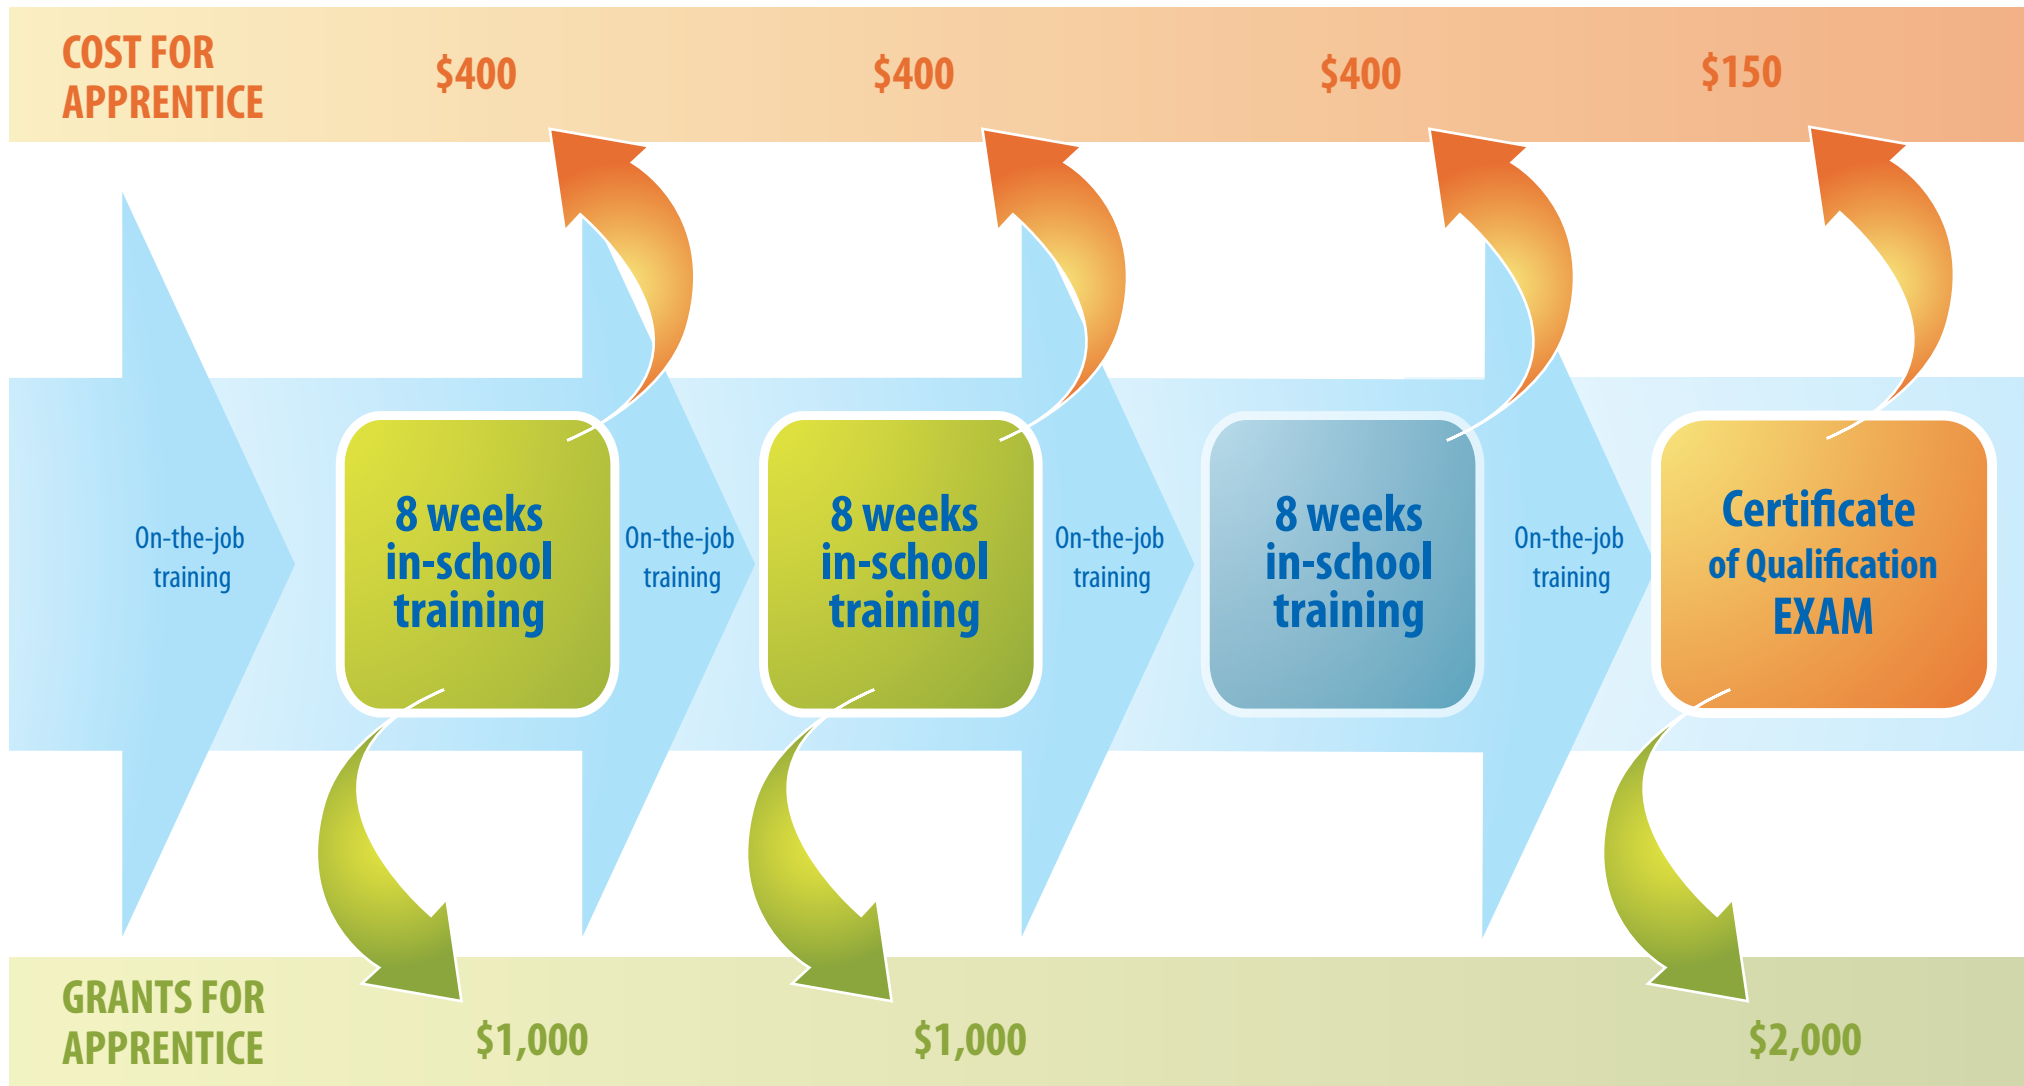 COST FOR
APPRENTICE
$400
$400
$400
$150
On-the-job
training
8 weeks
in-school
training
On-the-job
training
8 weeks
in-school
training
On-the-job
training
8 weeks
in-school
training
On-the-job
training
Certificate
of Qualification
EXAM
GRANTS FOR
APPRENTICE
$1,000
$1,000
$2,000